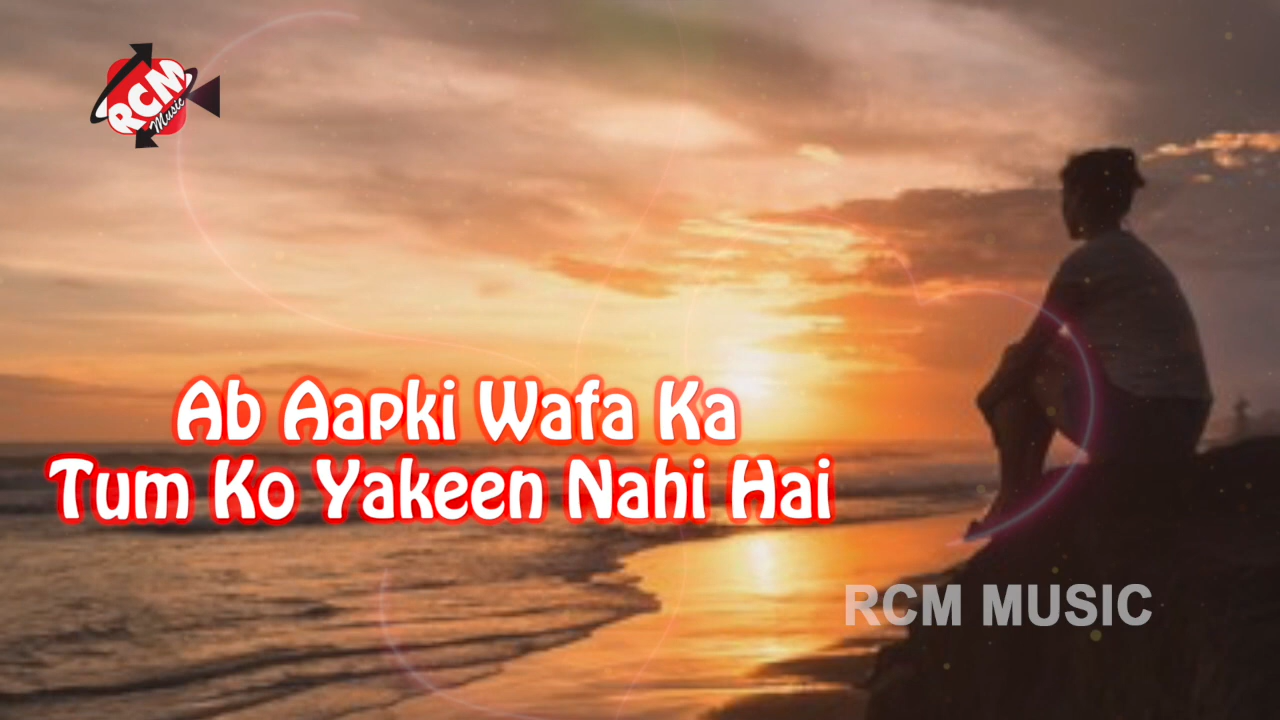 RCM
Music
Ab Aapki Wafa Ka
Tum Ko Yakeen Nahi Hai
RCM MUSIC